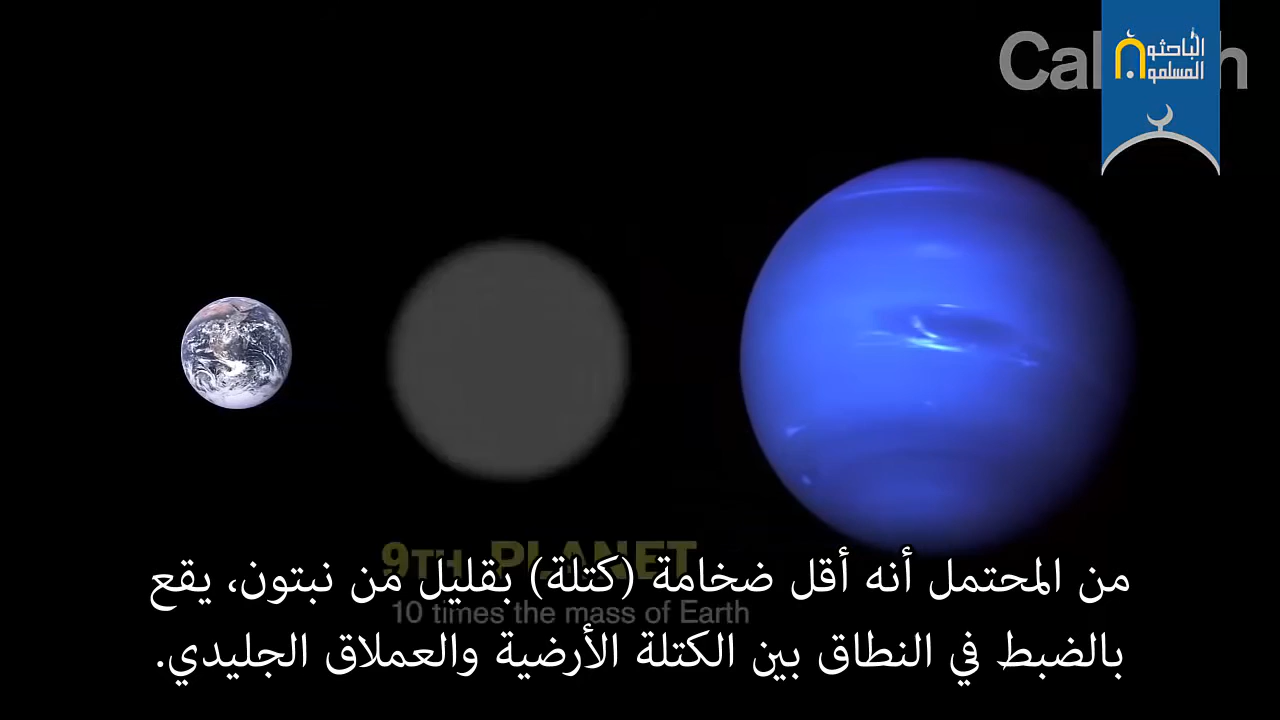 الباحثون
المسلمون
9TH PLANET
10 times the mass of Earth
من المحتمل أنه أقل ضخامة (كتلة) بقليل من نبتون، يقع
بالضبط في النطاق بين الكتلة الأرضية والعملاق الجليدي.